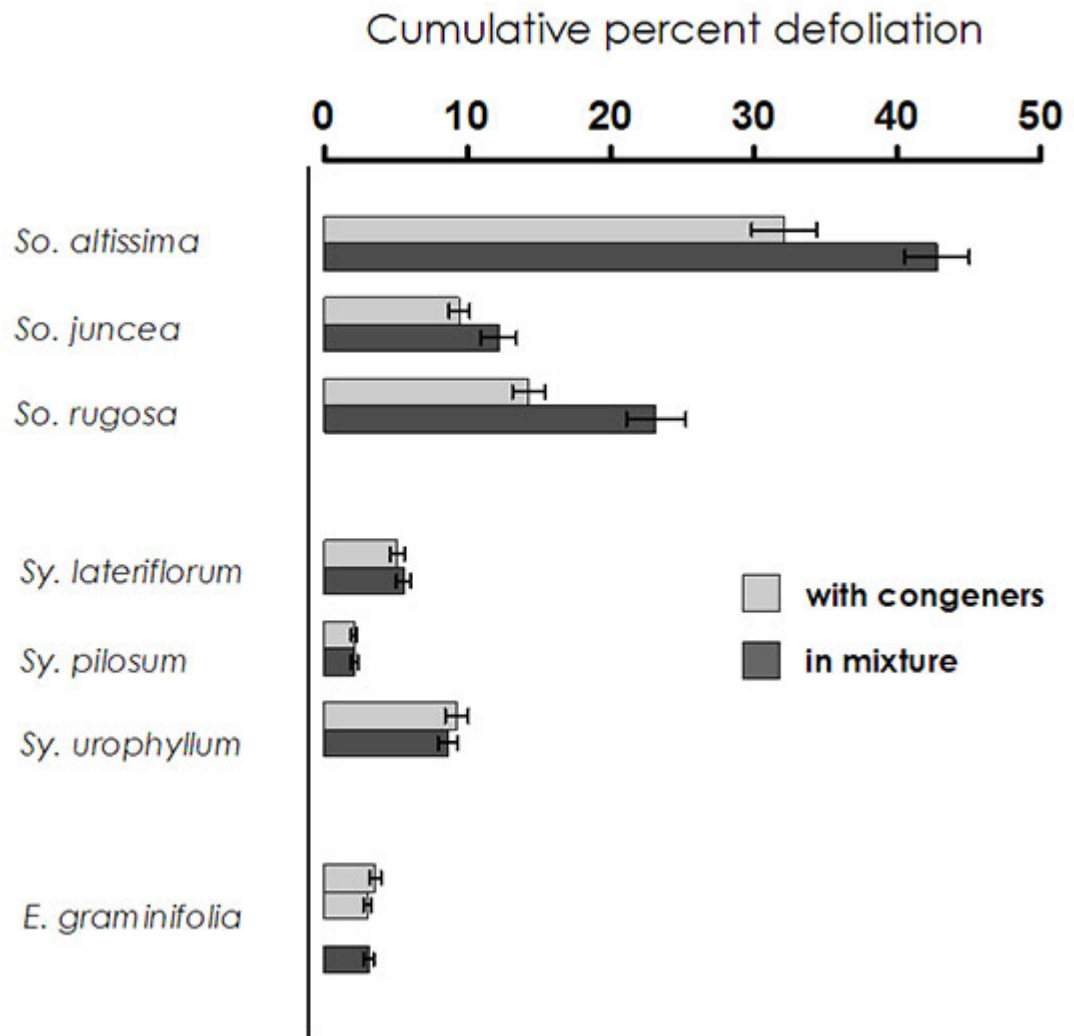 Cumulative percent defoliation
0 10 20 30 40 50
So. altissima
So. juncea
So. rugosa
Sy. lateriflorum
with congeners
Sy. pilosum
in mixture
Sy. urophyllum
E. graminifolia